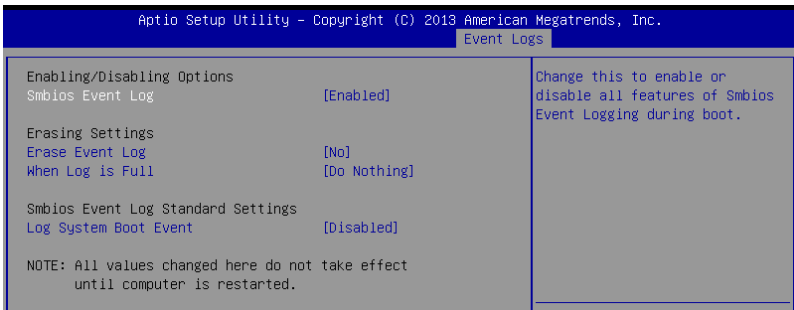 Aptio Setup Utility – Copyright (C) 2013 American Megatrends, Inc.
Event Logs
Enabling/Disabling Options
Smbios Event Log [Enabled]
Erasing Settings
Erase Event Log [No]
When Log is Full [Do Nothing]
Smbios Event Log Standard Settings
Log System Boot Event [Disabled]
NOTE: All values changed here do not take effect
until computer is restarted.
Change this to enable or
disable all features of Smbios
Event Logging during boot.